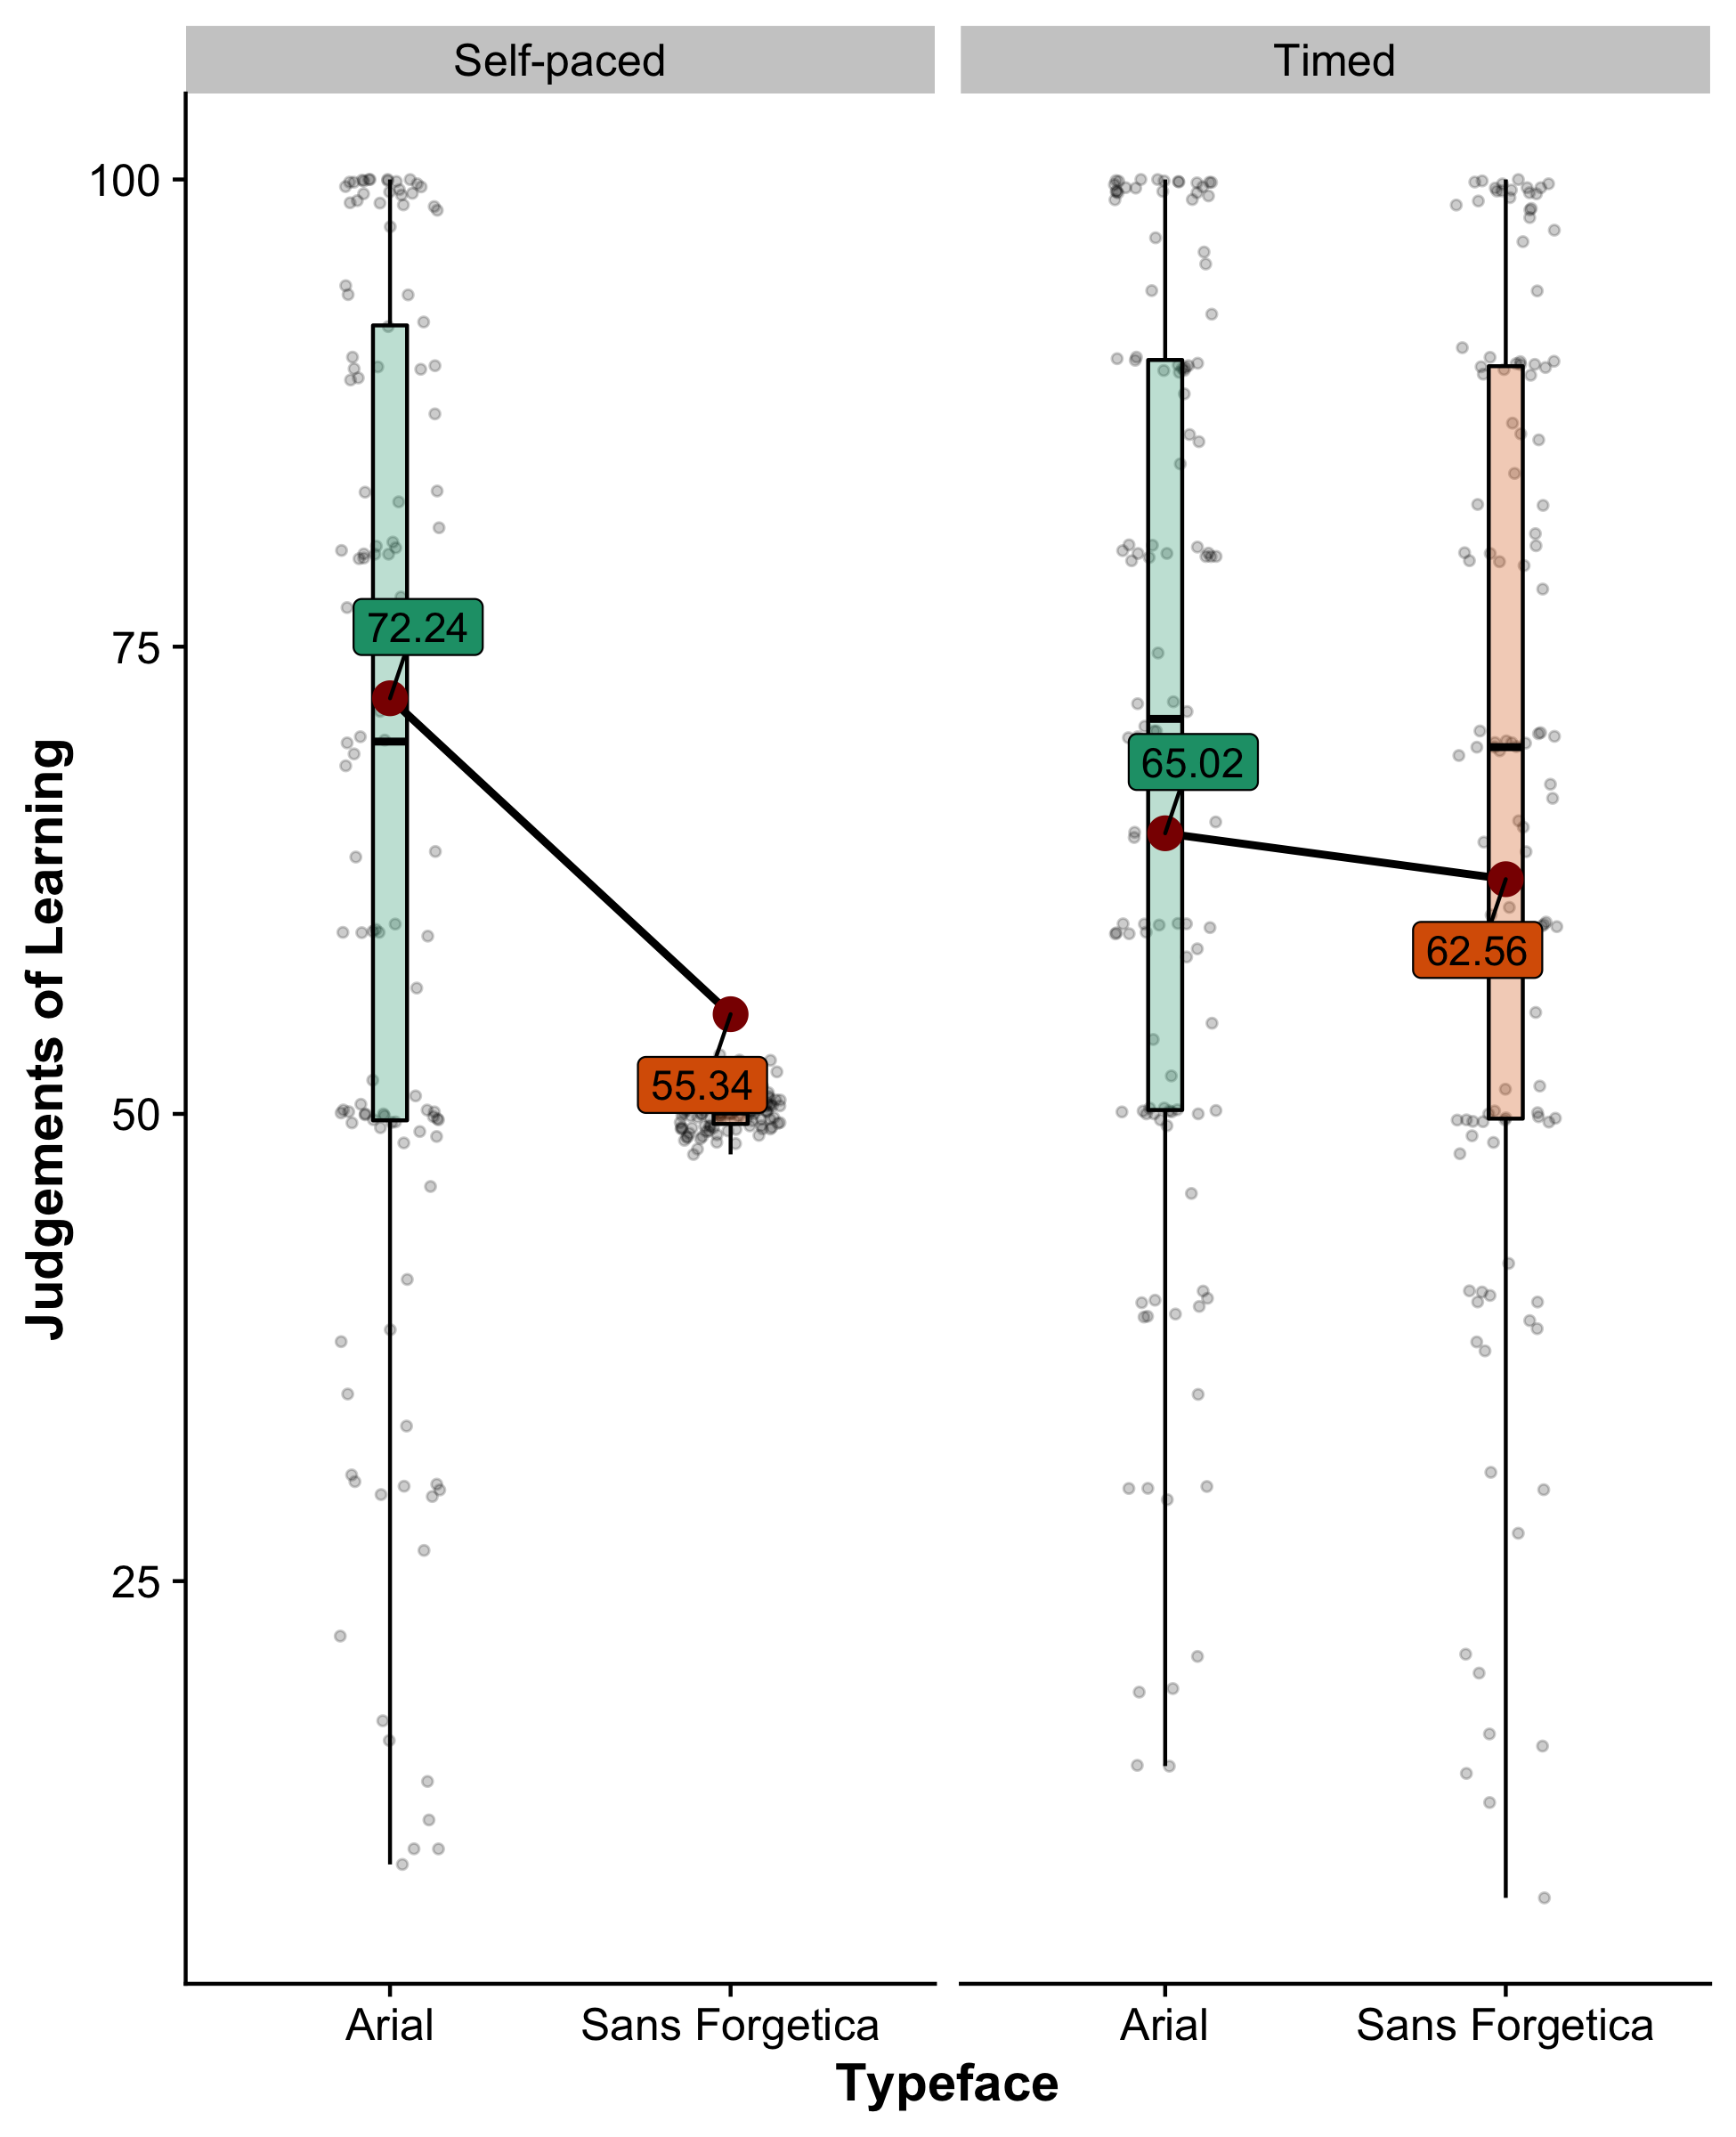 Self-paced
Timed
Judgements of Learning
100
75
50
25
72.24
55.34
65.02
62.56
Arial
Sans Forgetica
Arial
Sans Forgetica
Typeface